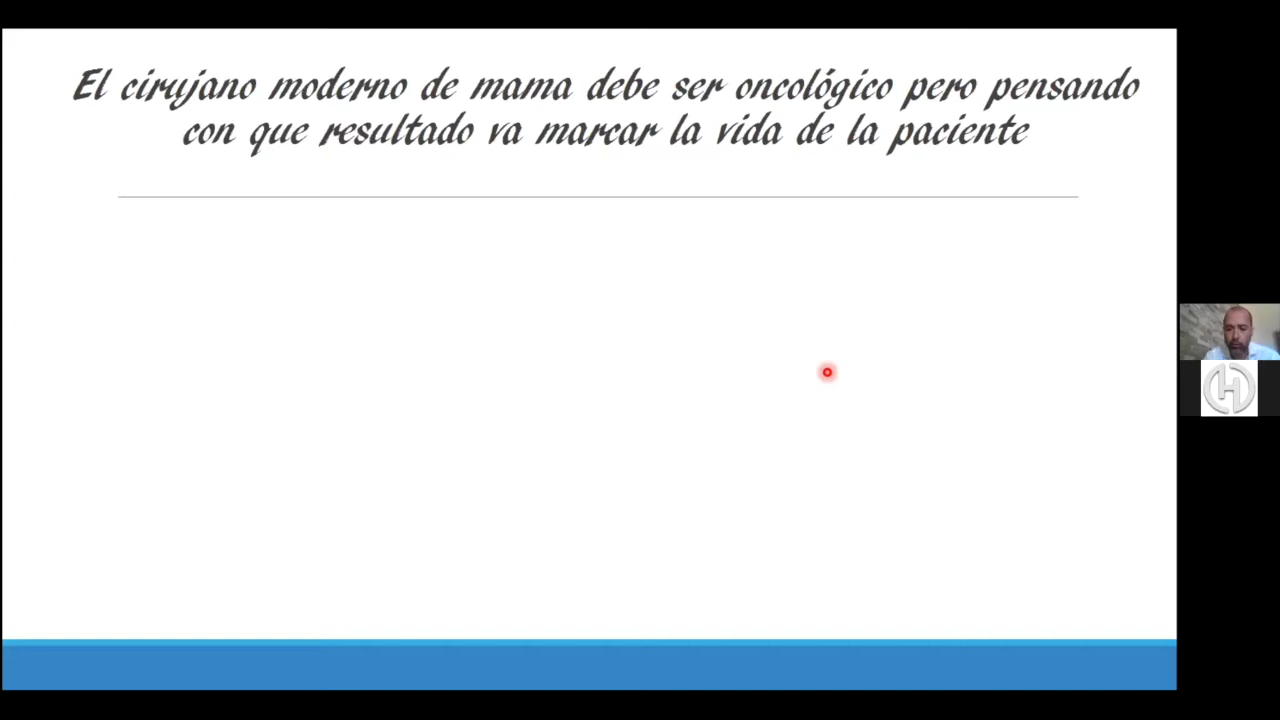 El cirujano moderno de mama debe ser oncológico pero pensando
con que resultado va marcar la vida de la paciente